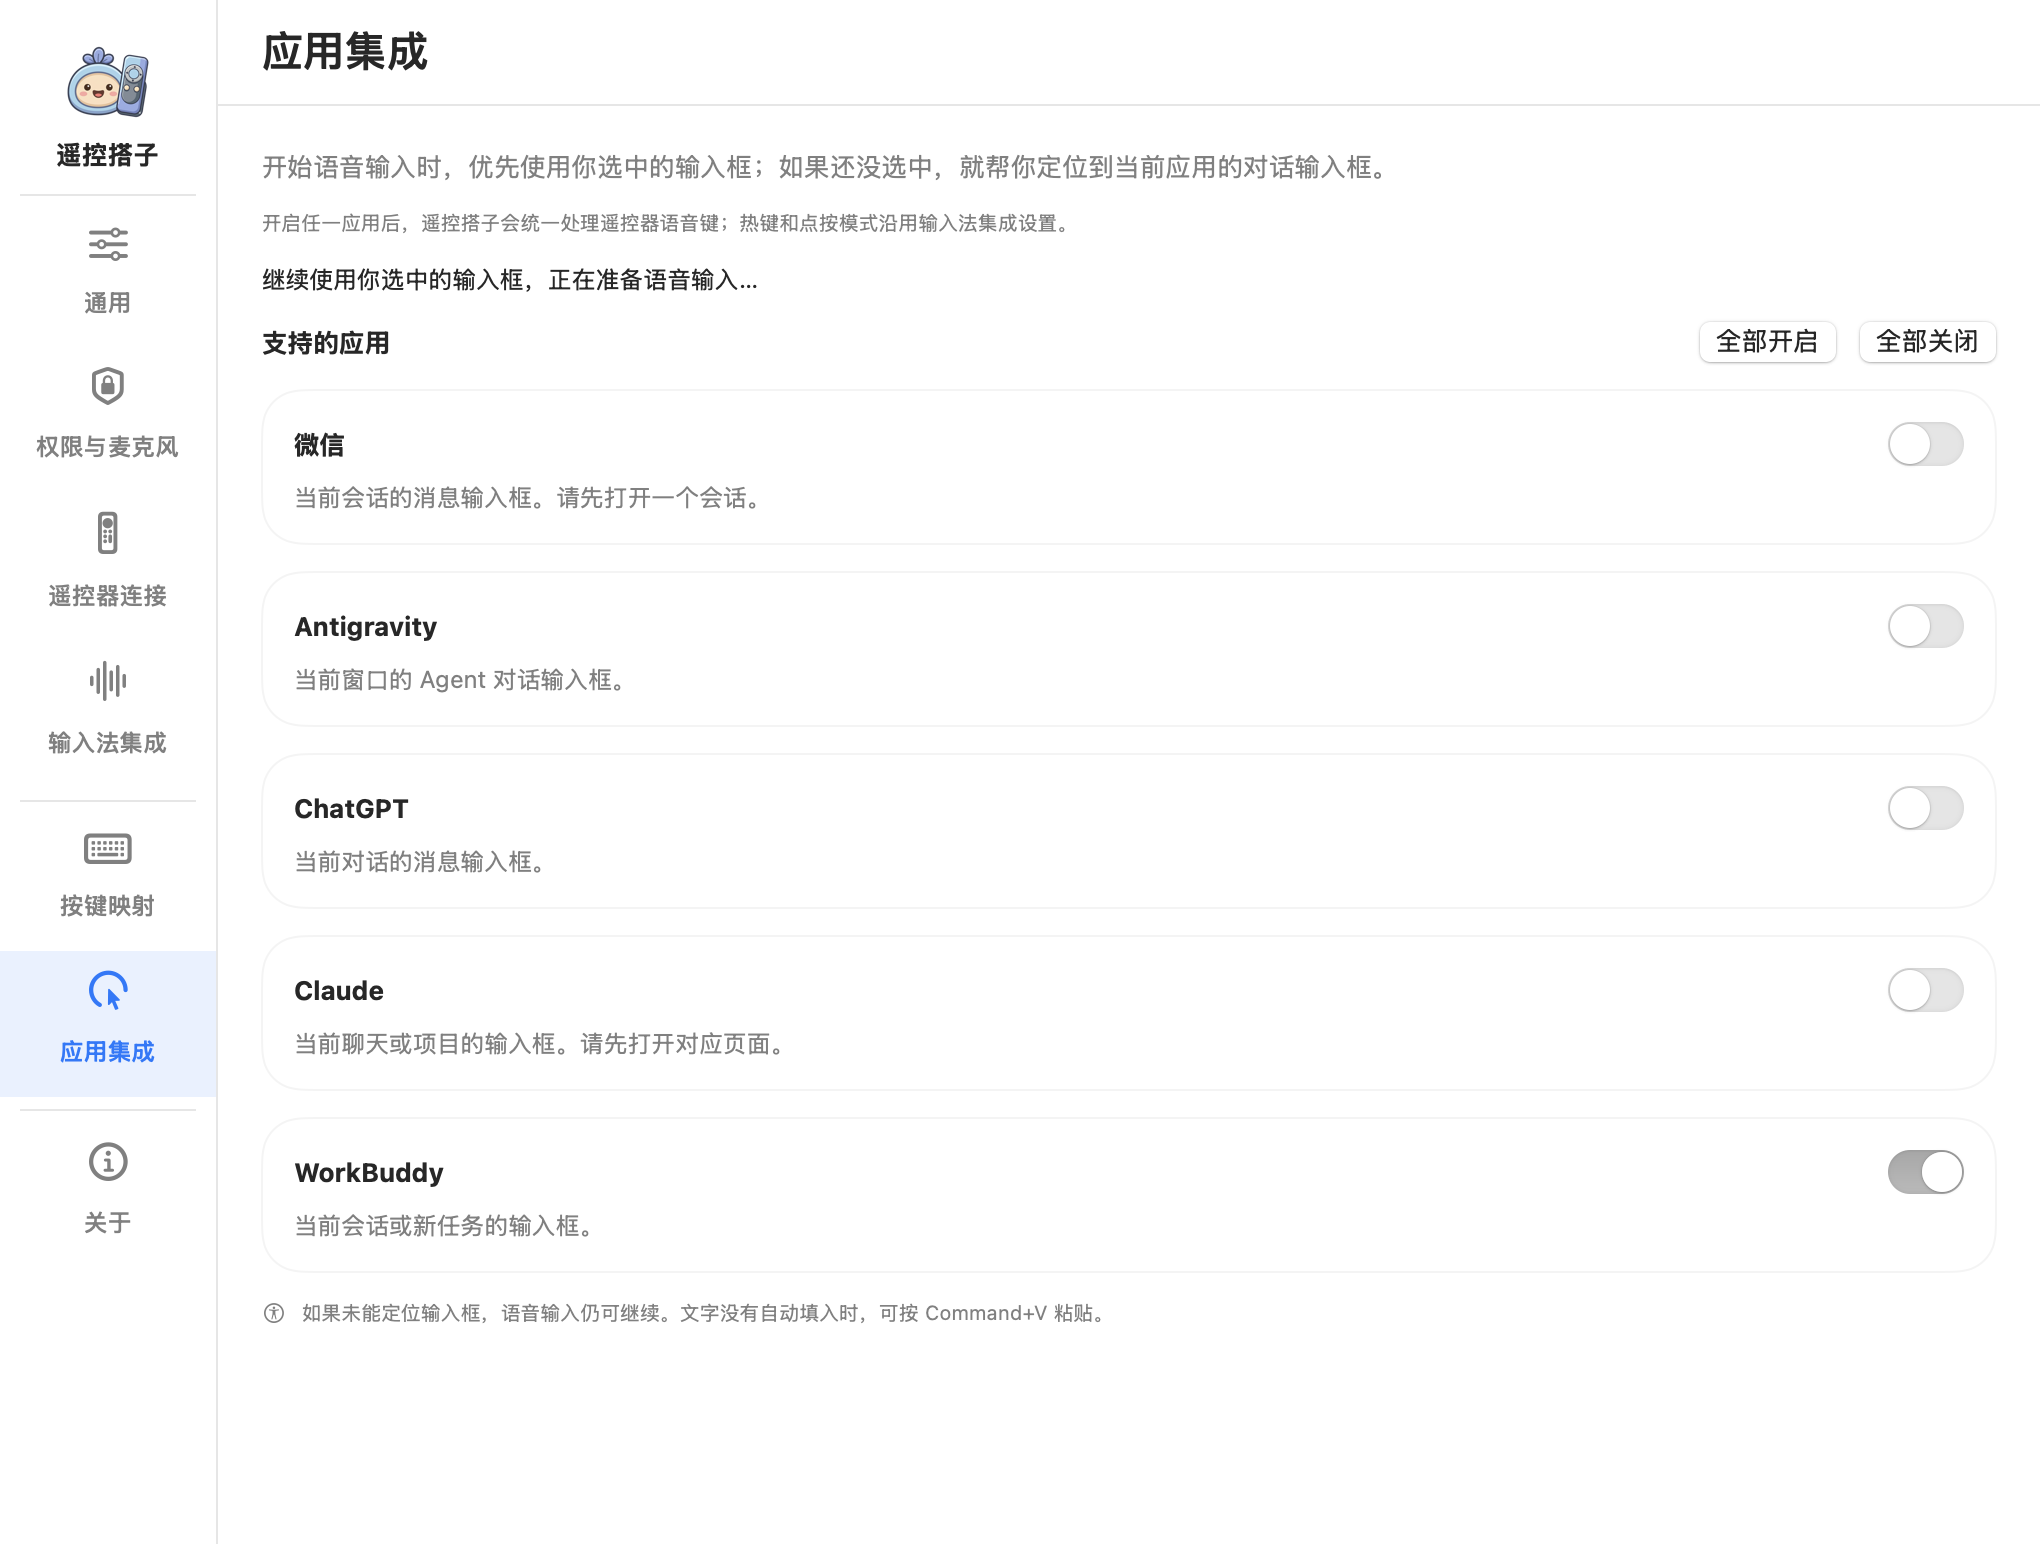 遥控搭子
通用
权限与麦克风
遥控器连接
输入法集成
按键映射
应用集成
关于
应用集成
开始语音输入时，优先使用你选中的输入框；如果还没选中，就帮你定位到当前应用的对话输入框。
开启任一应用后，遥控搭子会统一处理遥控器语音键；热键和点按模式沿用输入法集成设置。
继续使用你选中的输入框，正在准备语音输入...
支持的应用
全部开启
全部关闭
微信
当前会话的消息输入框。请先打开一个会话。
Antigravity
当前窗口的 Agent 对话输入框。
ChatGPT
当前对话的消息输入框。
Claude
当前聊天或项目的输入框。请先打开对应页面。
WorkBuddy
当前会话或新任务的输入框。
如果未能定位输入框，语音输入仍可继续。文字没有自动填入时，可按 Command+V 粘贴。